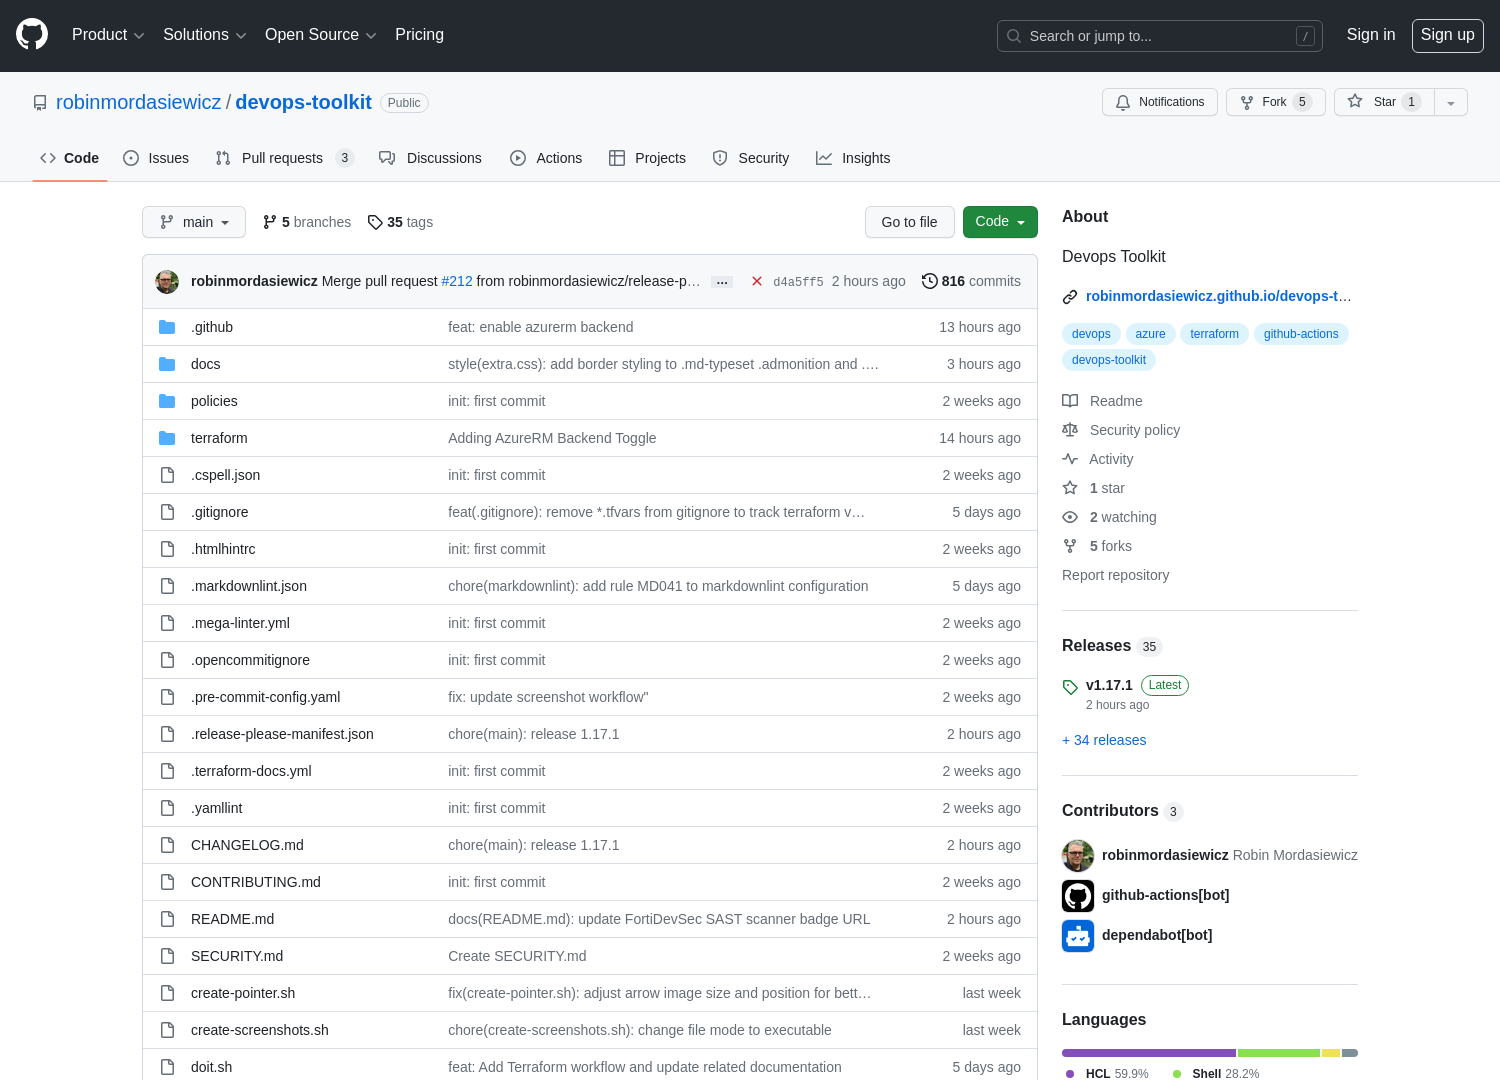 Product Solutions Open Source Pricing Search or jump to... / Sign in Sign up
robinmordasiewicz / devops-toolkit Public Notifications Fork 5 Star 1
Code Issues Pull requests 3 Discussions Actions Projects Security Insights
main 5 branches 35 tags Go to file Code
robinmordasiewicz Merge pull request #212 from robinmordasiewicz/release-p… … d4a5ff5 2 hours ago 816 commits
.github feat: enable azurerm backend 13 hours ago
docs style(extra.css): add border styling to .md-typeset .admonition and .… 3 hours ago
policies init: first commit 2 weeks ago
terraform Adding AzureRM Backend Toggle 14 hours ago
.cspell.json init: first commit 2 weeks ago
.gitignore feat(.gitignore): remove *.tfvars from gitignore to track terraform v… 5 days ago
.htmlhintrc init: first commit 2 weeks ago
.markdownlint.json chore(markdownlint): add rule MD041 to markdownlint configuration 5 days ago
.mega-linter.yml init: first commit 2 weeks ago
.opencommitignore init: first commit 2 weeks ago
.pre-commit-config.yaml fix: update screenshot workflow" 2 weeks ago
.release-please-manifest.json chore(main): release 1.17.1 2 hours ago
.terraform-docs.yml init: first commit 2 weeks ago
.yamllint init: first commit 2 weeks ago
CHANGELOG.md chore(main): release 1.17.1 2 hours ago
CONTRIBUTING.md init: first commit 2 weeks ago
README.md docs(README.md): update FortiDevSec SAST scanner badge URL 2 hours ago
SECURITY.md Create SECURITY.md 2 weeks ago
create-pointer.sh fix(create-pointer.sh): adjust arrow image size and position for bett… last week
create-screenshots.sh chore(create-screenshots.sh): change file mode to executable last week
doit.sh feat: Add Terraform workflow and update related documentation 5 days ago
About
Devops Toolkit
robinmordasiewicz.github.io/devops-t…
devops azure terraform github-actions
devops-toolkit
Readme
Security policy
Activity
1 star
2 watching
5 forks
Report repository
Releases 35
v1.17.1 Latest
2 hours ago
+ 34 releases
Contributors 3
robinmordasiewicz Robin Mordasiewicz
github-actions[bot]
dependabot[bot]
Languages
HCL 59.9% Shell 28.2%